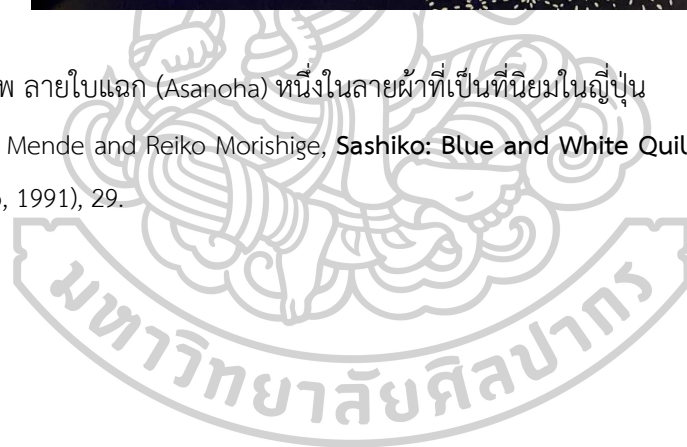 พ ลายใบแฉก (Asanoha) หนึ่งในลายผ้าที่เป็นที่นิยมในญี่ปุ่น
Mende and Reiko Morishige, Sashiko: Blue and White Quil
, 1991), 29.
มหาวิทยาลัยศิลปากร